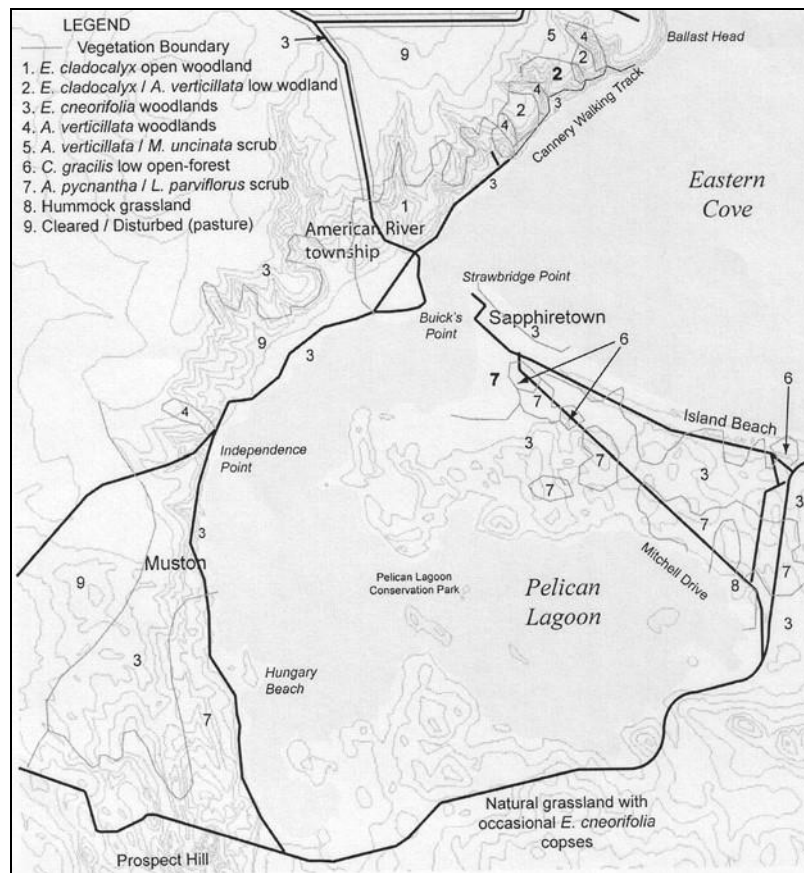 LEGEND
Vegetation Boundary
1. E. cladocalyx open woodland
2. E. cladocalyx / A. verticillata low wodland
3. E. cneorifolia woodlands
4. A. verticillata woodlands
5. A. verticillata / M. uncinata scrub
6. C. gracilis low open-forest
7. A. pycnantha / L. parviflorus scrub
8. Hummock grassland
9. Cleared / Disturbed (pasture)
3
9
5
4
2
Ballast Head
2
4
3
2
4
Cannery Walking Track
3
1
Eastern
Cove
American River
township
3
Strawbridge Point
Buick's
Point
Sapphiretown
3
6
9
3
7
7
6
4
Island Beach
Independence
Point
3
3
7
7
3
3
7
7
Muston
Mitchell Drive
8
9
Pelican Lagoon
Conservation Park
Pelican
Lagoon
3
3
Hungary
Beach
7
Natural grassland with
occasional E. cneorifolia
copses
Prospect Hill